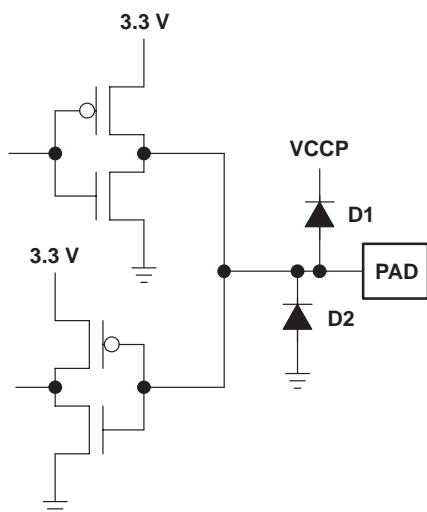 3.3 V
VCCP
D1
3.3 V
PAD
D2